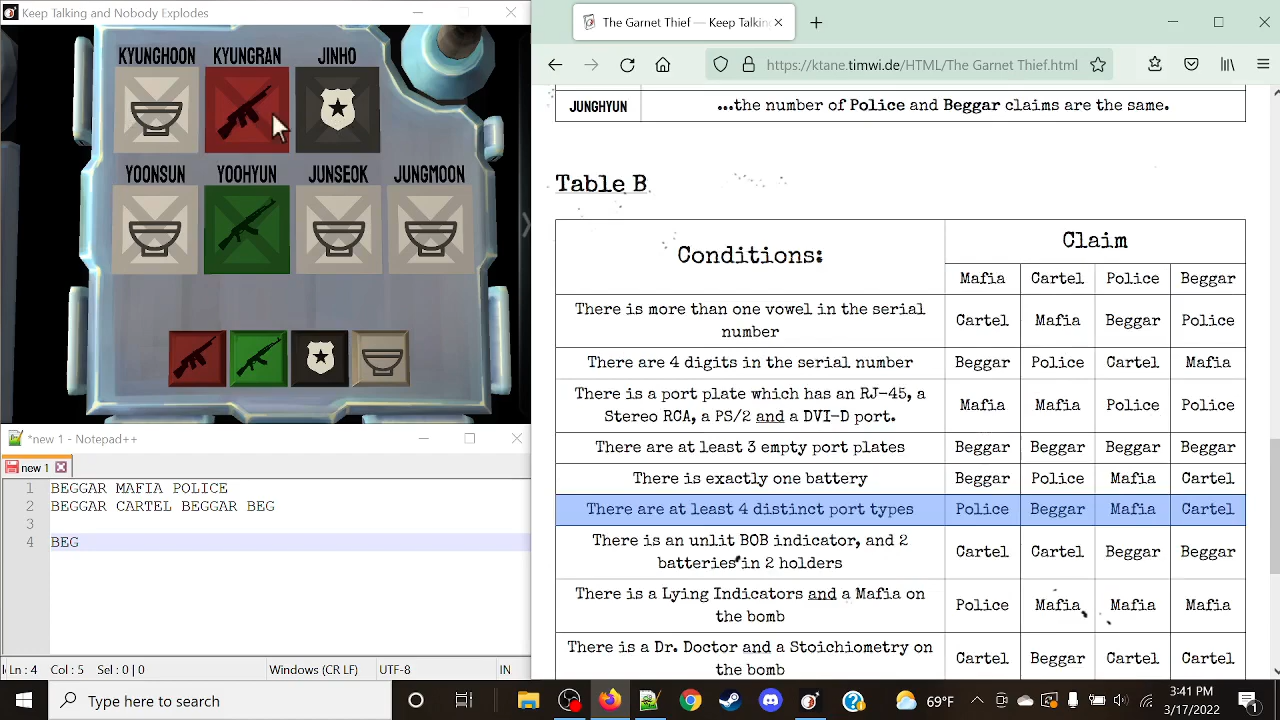 Keep Talking and Nobody Explodes
KYUNGHOON KYUNGRAN JINHO
YOONSUN YOOHYUN JUNSEOK JUNGMOON
*new 1 - Notepad++
new 1
1 BEGGAR MAFIA POLICE
2 BEGGAR CARTEL BEGGAR BEG
3
4 BEG
Ln : 4 Col : 5 Sel : 0 | 0 Windows (CR LF) UTF-8 IN
The Garnet Thief — Keep Talkin
https://ktane.timwi.de/HTML/The Garnet Thief.html
JUNGHYUN ...the number of Police and Beggar claims are the same.
Table B
Conditions: Claim
Mafia Cartel Police Beggar
There is more than one vowel in the serial
number
Cartel Mafia Beggar Police
There are 4 digits in the serial number Beggar Police Cartel Mafia
There is a port plate which has an RJ-45, a
Stereo RCA, a PS/2 and a DVI-D port.
Mafia Mafia Police Police
There are at least 3 empty port plates Beggar Beggar Beggar Beggar
There is exactly one battery Beggar Police Mafia Cartel
There are at least 4 distinct port types Police Beggar Mafia Cartel
There is an unlit BOB indicator, and 2
batteries in 2 holders
Cartel Cartel Beggar Beggar
There is a Lying Indicators and a Mafia on
the bomb
Police Mafia Mafia Mafia
There is a Dr. Doctor and a Stoichiometry on
the bomb
Cartel Beggar Cartel Cartel
Type here to search
69°F
3:41 PM
3/17/2022
1